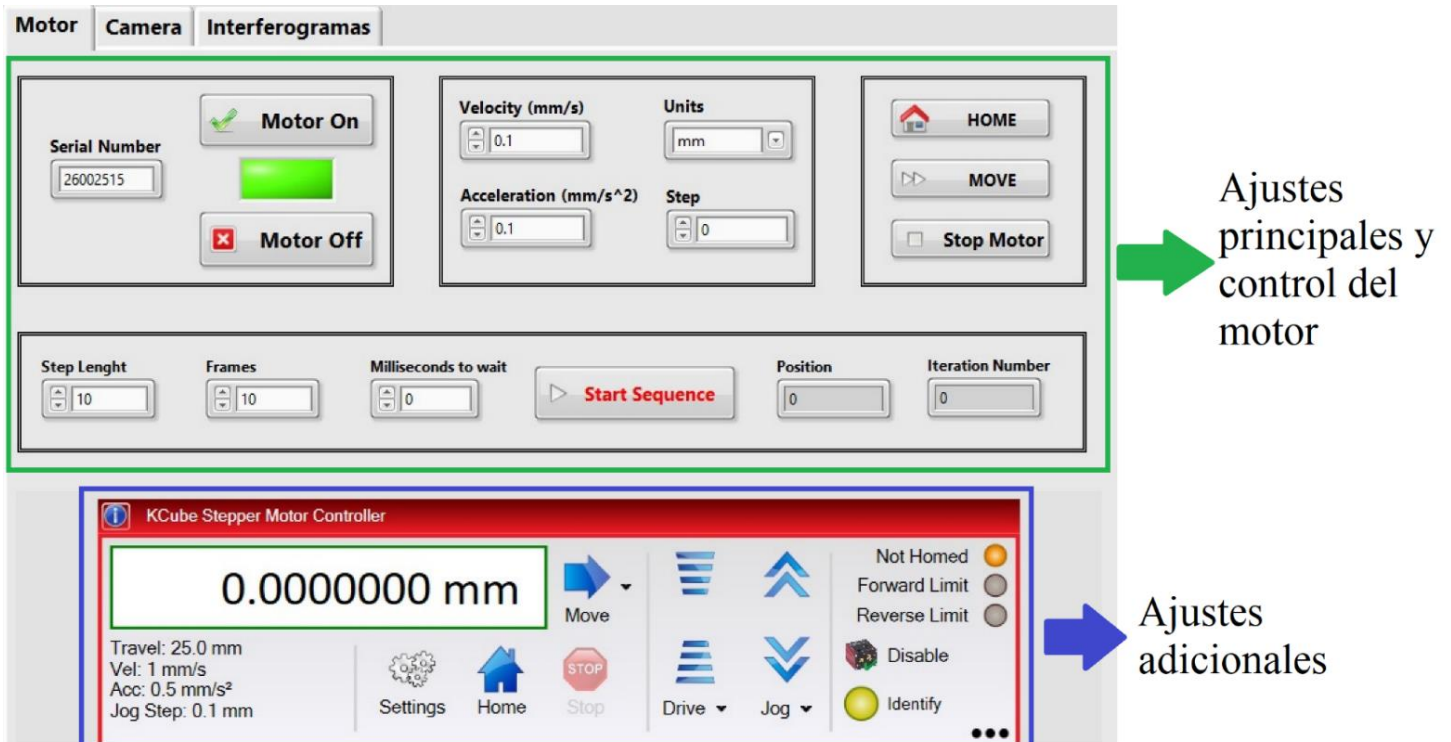 Motor
Camera
Interferogramas
Serial Number
26002515
Motor On
Motor Off
Velocity (mm/s)
0.1
Units
mm
Acceleration (mm/s^2)
0.1
Step
0
HOME
MOVE
Stop Motor
Ajustes
principales y
control del
motor
Step Lenght
10
Frames
10
Milliseconds to wait
0
Start Sequence
Position
0
Iteration Number
0
KCube Stepper Motor Controller
0.0000000 mm
Move
Travel: 25.0 mm
Vel: 1 mm/s
Acc: 0.5 mm/s²
Jog Step: 0.1 mm
Settings
Home
STOP
Stop
Drive
Jog
Not Homed
Forward Limit
Reverse Limit
Disable
Identify
Ajustes
adicionales